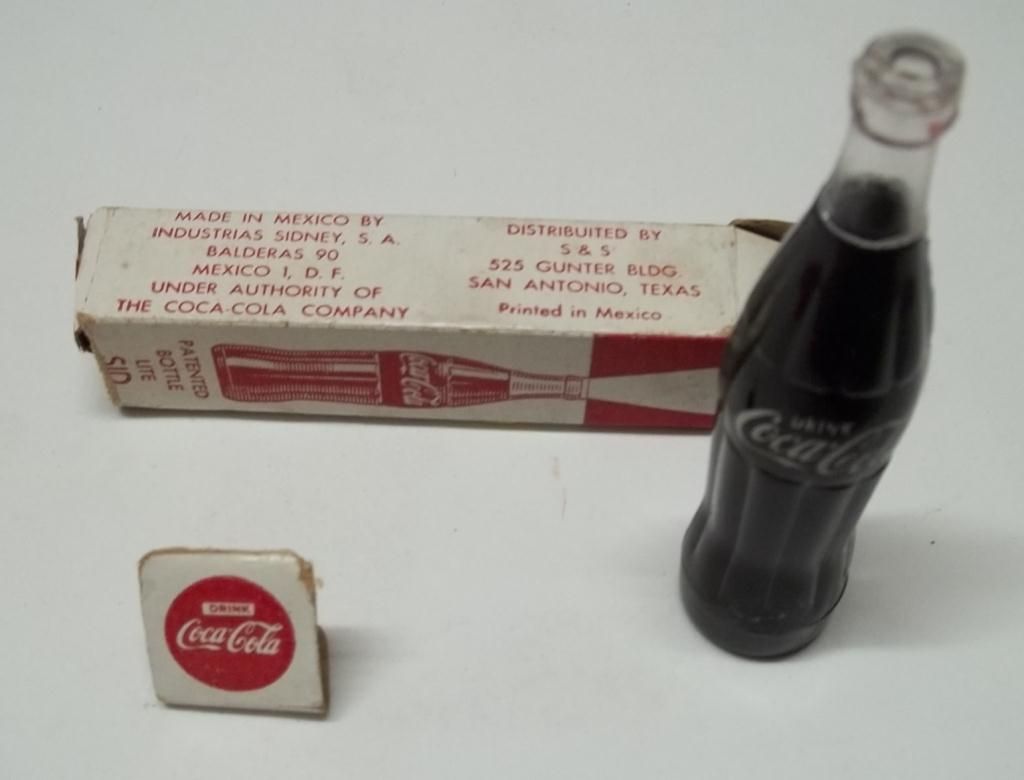 MADE IN MEXICO BY
INDUSTRIAS SIDNEY, S. A.
BALDERAS 90
MEXICO 1, D. F.
UNDER AUTHORITY OF
THE COCA-COLA COMPANY
DISTRIBUITED BY
S & S
525 GUNTER BLDG.
SAN ANTONIO, TEXAS
Printed in Mexico
PATENTED
BOTTLE
LITE
SID
Coca-Cola
DRINK
Coca-Cola
DRINK
Coca-Cola